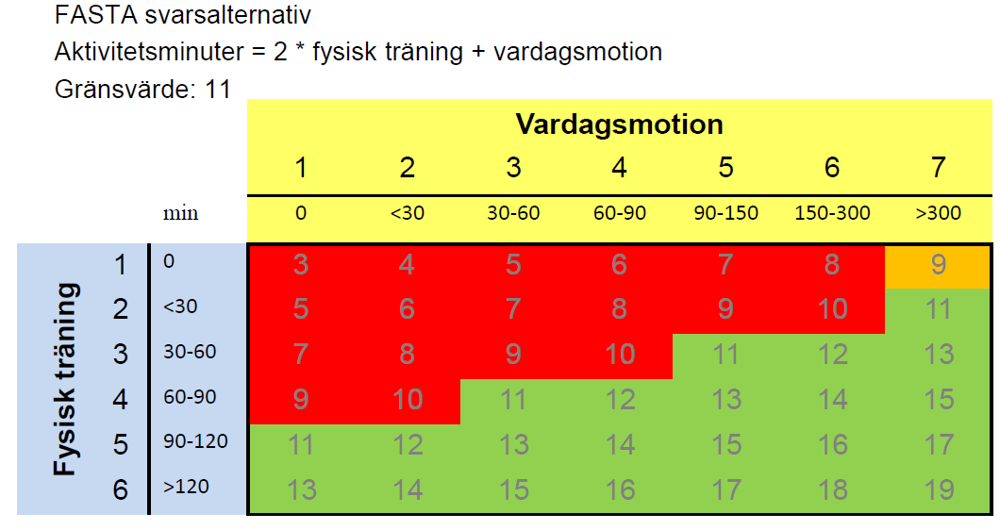 FASTA svarsalternativ
Aktivitetsminuter = 2 * fysisk träning + vardagsmotion
Gränsvärde: 11
Vardagsmotion
1 2 3 4 5 6 7
min 0 <30 30-60 60-90 90-150 150-300 >300
Fysisk träning
1 0 3 4 5 6 7 8 9
2 <30 5 6 7 8 9 10 11
3 30-60 7 8 9 10 11 12 13
4 60-90 9 10 11 12 13 14 15
5 90-120 11 12 13 14 15 16 17
6 >120 13 14 15 16 17 18 19